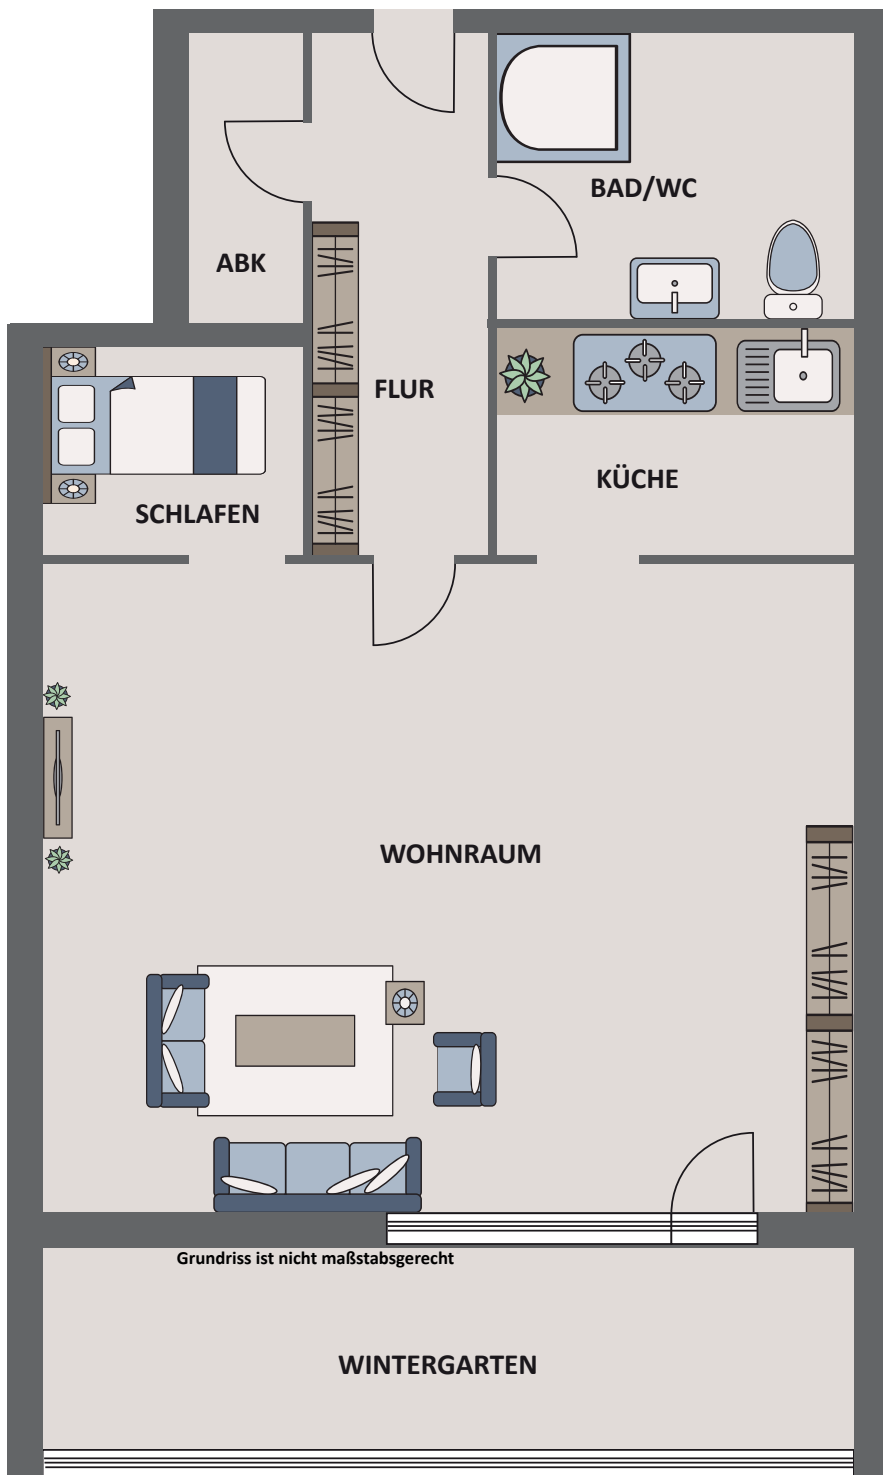 BAD/WC
ABK
FLUR
KÜCHE
SCHLAFEN
WOHNRAUM
Grundriss ist nicht maßstabsgerecht
WINTERGARTEN